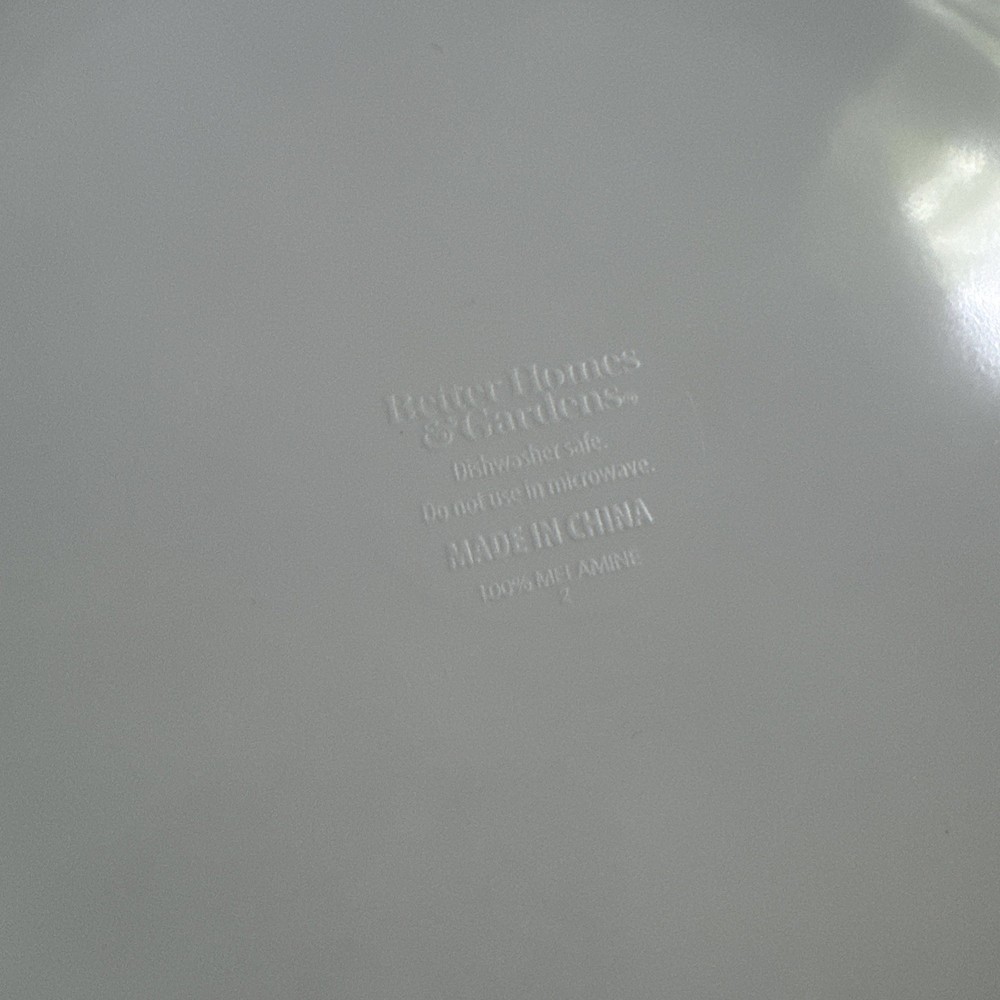 Better Homes
& Gardens®
Dishwasher safe.
Do not use in microwave.
MADE IN CHINA
100% MELAMINE
2